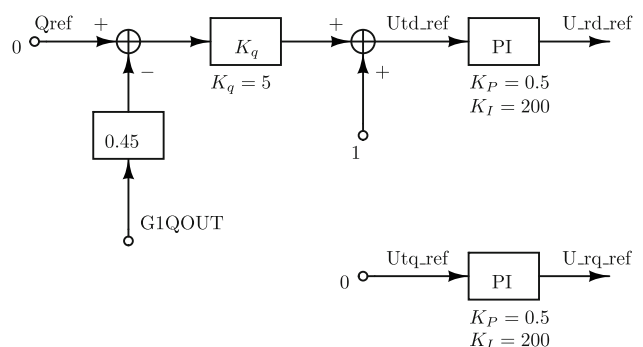 Qref + + Utd_ref U_rd_ref
0 K_q PI
− K_q = 5 + K_P = 0.5
K_I = 200
0.45 1
G1QOUT
Utq_ref U_rq_ref
0 PI
K_P = 0.5
K_I = 200